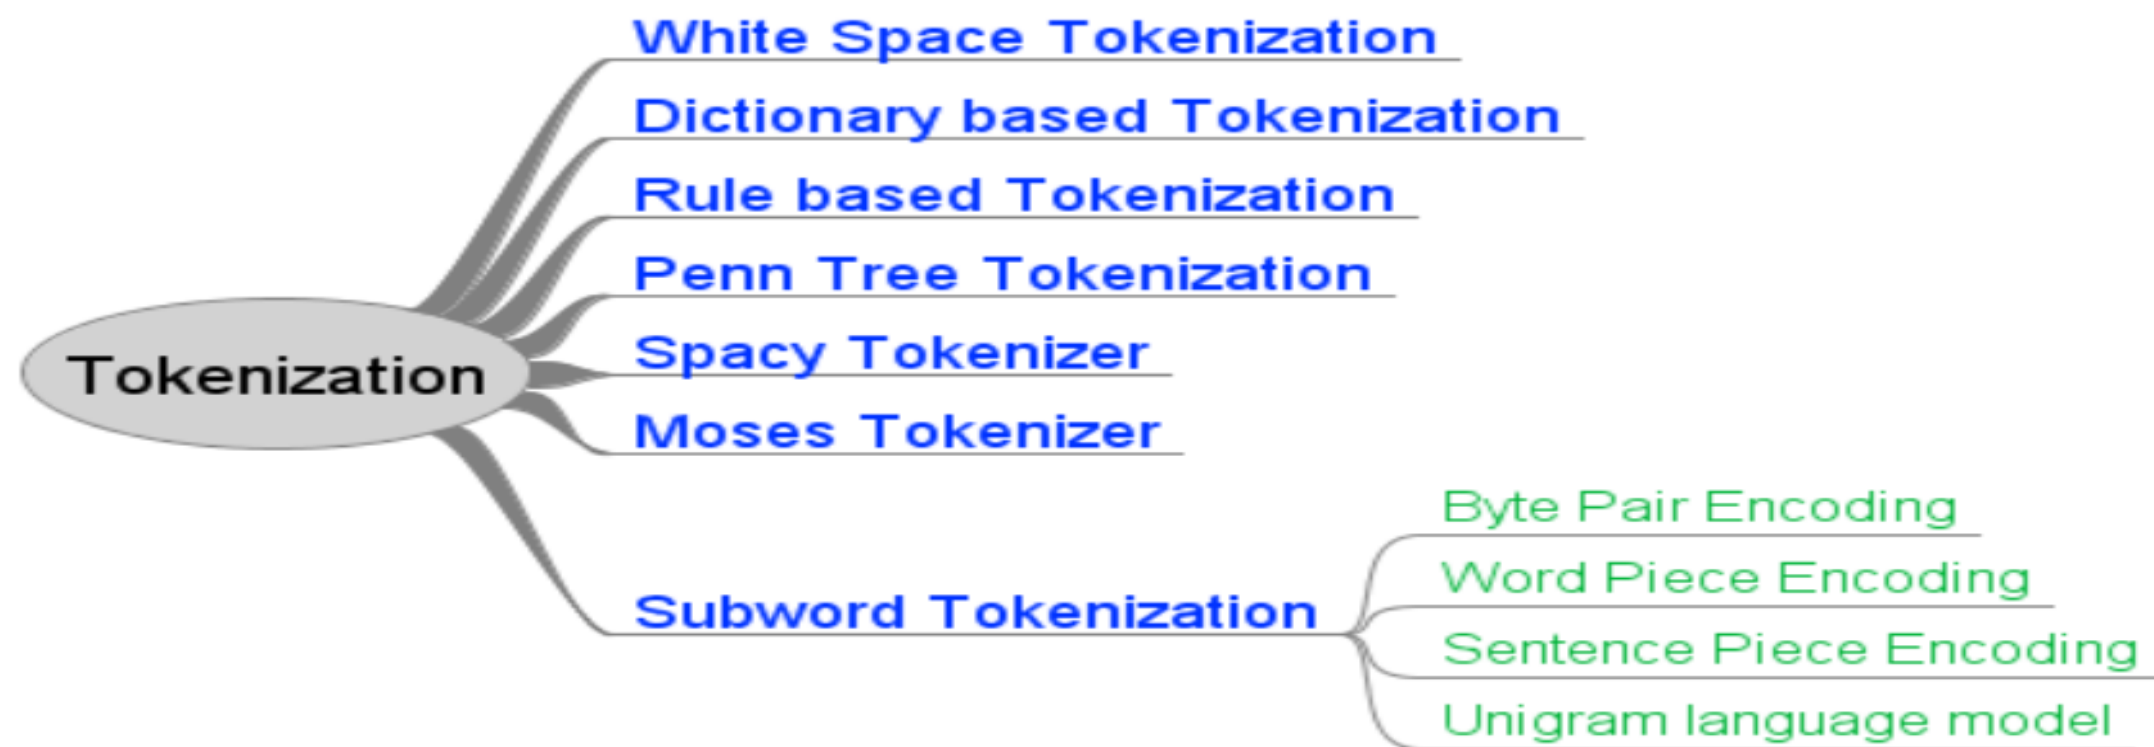 White Space Tokenization
Dictionary based Tokenization
Rule based Tokenization
Penn Tree Tokenization
Spacy Tokenizer
Tokenization
Moses Tokenizer
Subword Tokenization
Byte Pair Encoding
Word Piece Encoding
Sentence Piece Encoding
Unigram language model